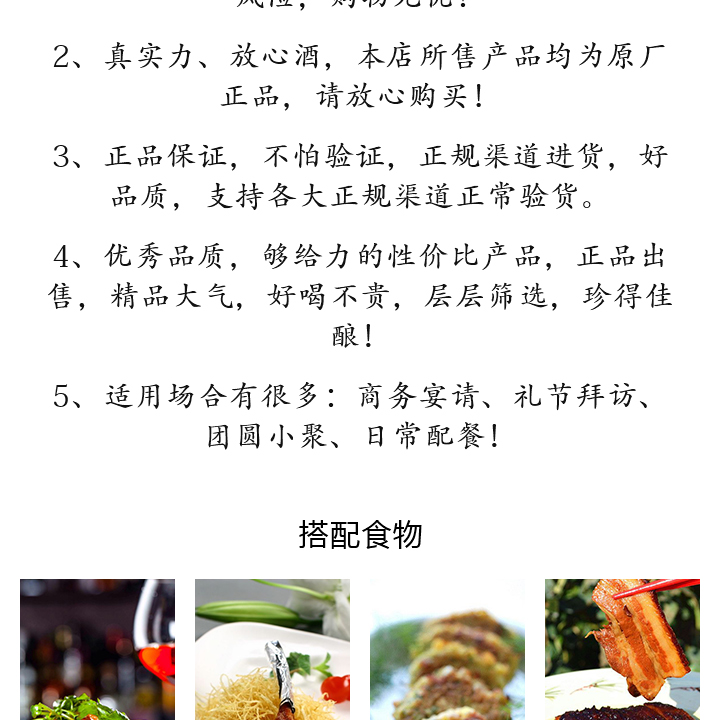 风险，购物无忧！
2、真实力、放心酒，本店所售产品均为原厂
正品，请放心购买！
3、正品保证，不怕验证，正规渠道进货，好
品质，支持各大正规渠道正常验货。
4、优秀品质，够给力的性价比产品，正品出
售，精品大气，好喝不贵，层层筛选，珍得佳
酿！
5、适用场合有很多：商务宴请、礼节拜访、
团圆小聚、日常配餐！
搭配食物